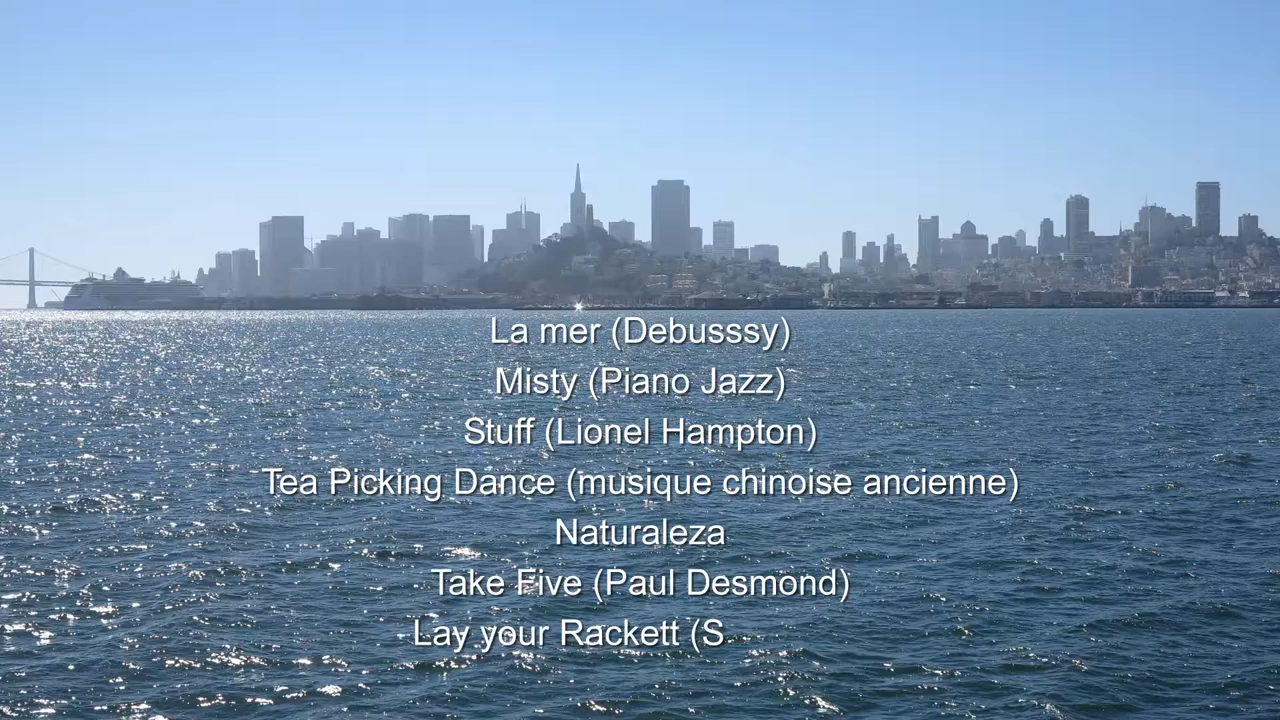 La mer (Debusssy)
Misty (Piano Jazz)
Stuff (Lionel Hampton)
Tea Picking Dance (musique chinoise ancienne)
Naturaleza
Take Five (Paul Desmond)
Lay your Rackett (S